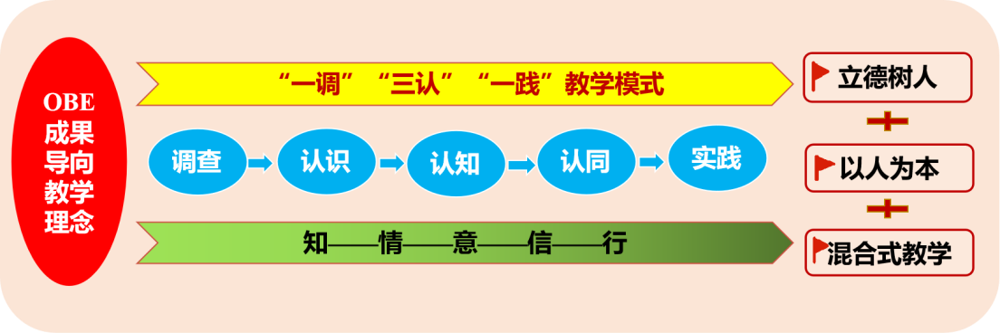 OBE
成果
导向
教学
理念
“一调”“三认”“一践”教学模式
调查
认识
认知
认同
实践
知——情——意——信——行
立德树人
以人为本
混合式教学